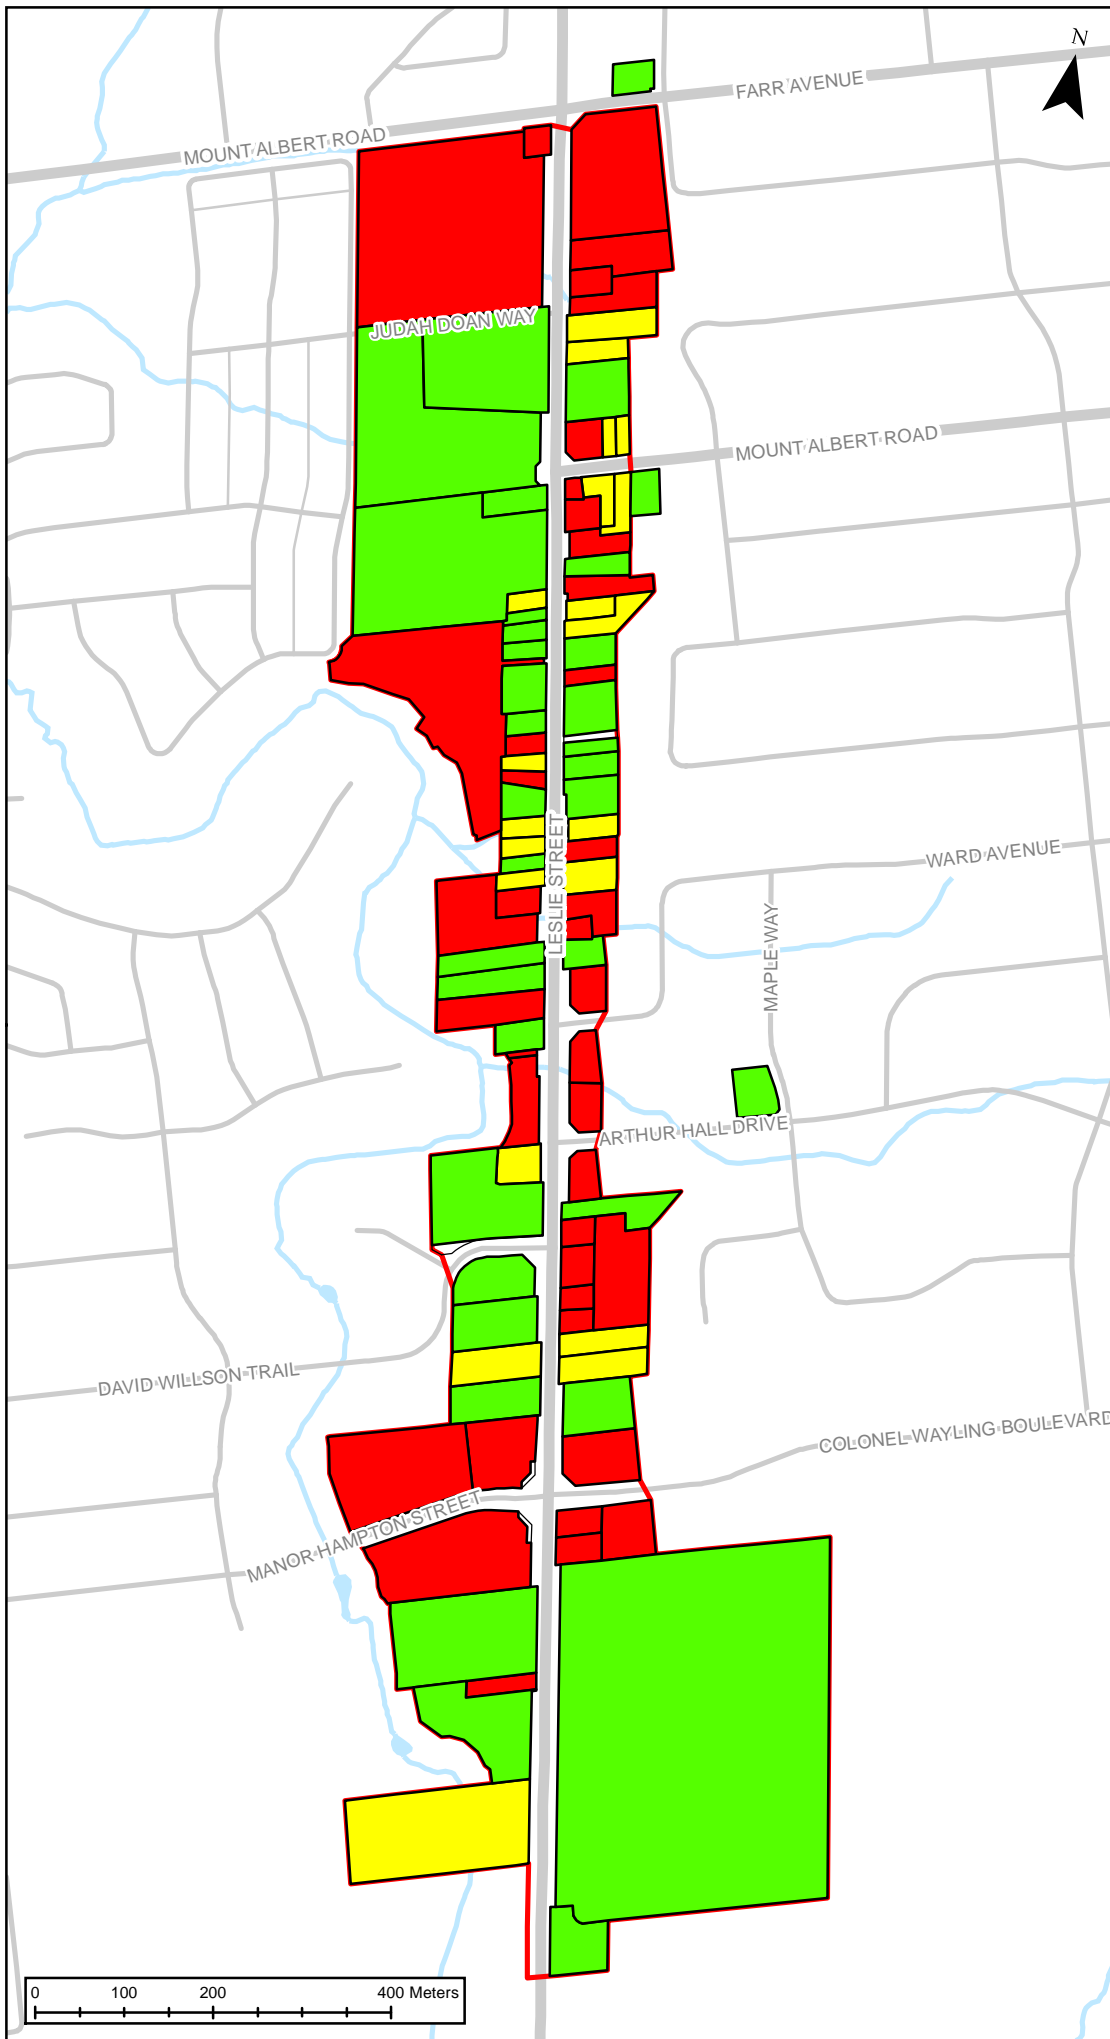 N
FARR AVENUE
MOUNT ALBERT ROAD
JUDAH DOAN WAY
MOUNT ALBERT ROAD
LESLIE STREET
WARD AVENUE
MAPLE WAY
ARTHUR HALL DRIVE
DAVID WILLSON TRAIL
COLONEL WAYLING BOULEVARD
MANOR HAMPTON STREET
0 100 200 400 Meters